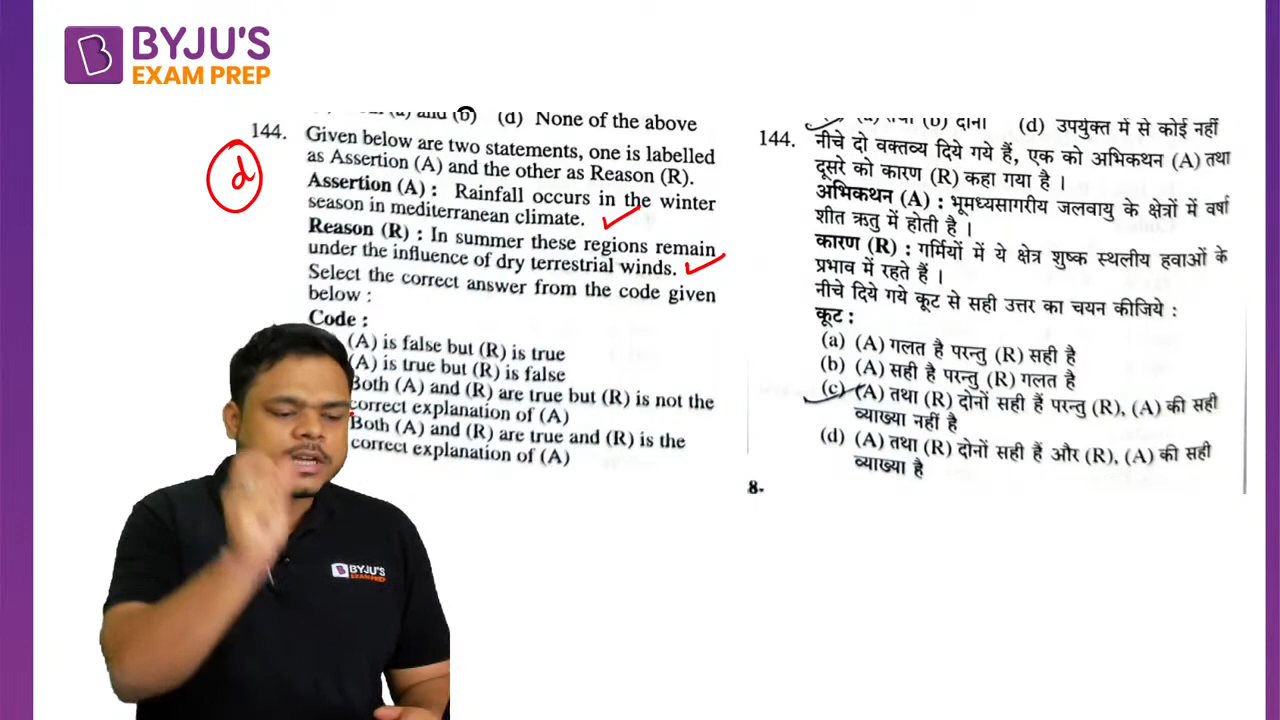 BYJU'S
EXAM PREP
(a) and (b) (d) None of the above
144. Given below are two statements, one is labelled
as Assertion (A) and the other as Reason (R).
Assertion (A) : Rainfall occurs in the winter
season in mediterranean climate.
Reason (R) : In summer these regions remain
under the influence of dry terrestrial winds.
Select the correct answer from the code given
below :
Code :
(A) is false but (R) is true
(A) is true but (R) is false
Both (A) and (R) are true but (R) is not the
correct explanation of (A)
Both (A) and (R) are true and (R) is the
correct explanation of (A)
d
(a) तथा (b) दोनों (d) उपर्युक्त में से कोई नहीं
144. नीचे दो वक्तव्य दिये गये हैं, एक को अभिकथन (A) तथा
दूसरे को कारण (R) कहा गया है ।
अभिकथन (A) : भूमध्यसागरीय जलवायु के क्षेत्रों में वर्षा
शीत ऋतु में होती है ।
कारण (R) : गर्मियों में ये क्षेत्र शुष्क स्थलीय हवाओं के
प्रभाव में रहते हैं ।
नीचे दिये गये कूट से सही उत्तर का चयन कीजिये :
कूट :
(a) (A) गलत है परन्तु (R) सही है
(b) (A) सही है परन्तु (R) गलत है
(c) (A) तथा (R) दोनों सही हैं परन्तु (R), (A) की सही
व्याख्या नहीं है
(d) (A) तथा (R) दोनों सही हैं और (R), (A) की सही
व्याख्या है
8-
BYJU'S
EXAM PREP